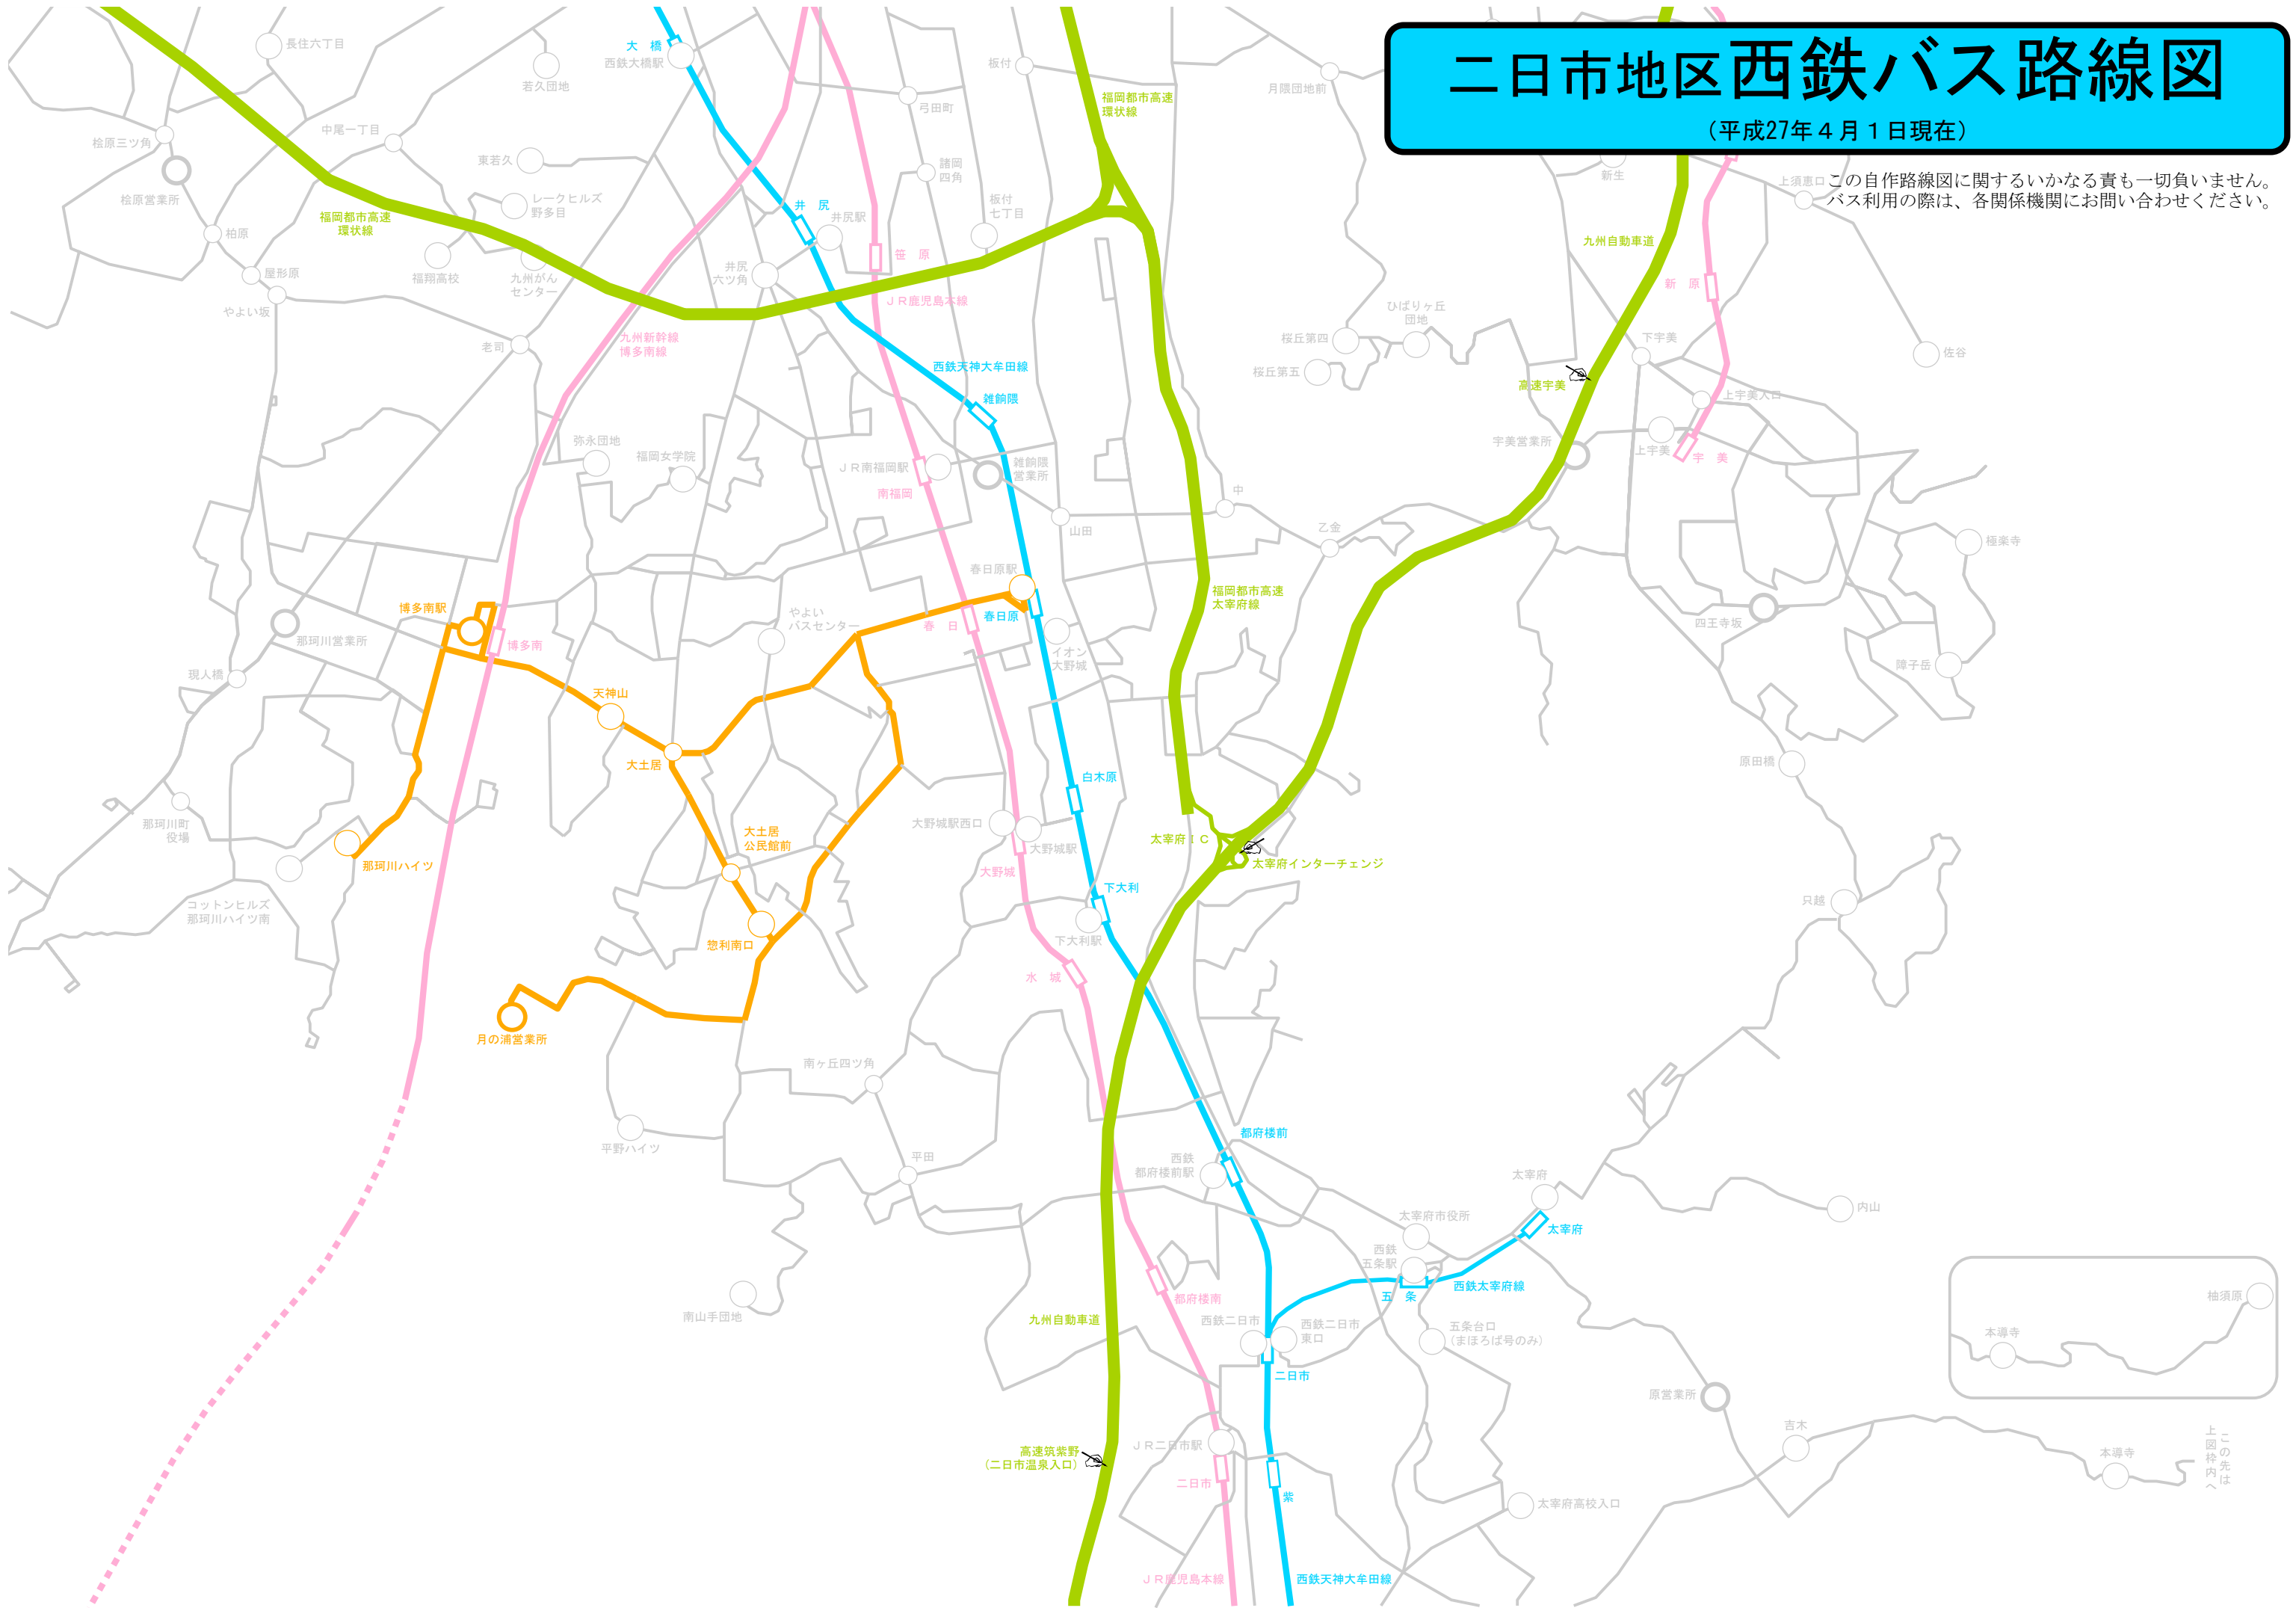 二日市地区西鉄バス路線図
（平成27年４月１日現在）
この自作路線図に関するいかなる責も一切負いません。
バス利用の際は、各関係機関にお問い合わせください。
長住六丁目
大　橋
西鉄大橋駅
若久団地
板付
月隈団地前
福岡都市高速
環状線
弓田町
中尾一丁目
桧原三ツ角
東若久
諸岡
四角
新生
上須恵口
桧原営業所
レークヒルズ
野多目
板付
七丁目
福岡都市高速
環状線
井　尻
井尻駅
柏原
笹　原
九州自動車道
屋形原
福翔高校
九州がん
センター
井尻
六ツ角
新　原
やよい坂
ＪＲ鹿児島本線
ひばりヶ丘
団地
老司
九州新幹線
博多南線
桜丘第四
下宇美
佐谷
西鉄天神大牟田線
桜丘第五
高速宇美
雑餉隈
上宇美入口
弥永団地
福岡女学院
ＪＲ南福岡駅
雑餉隈
営業所
宇美営業所
上宇美
宇　美
南福岡
中
山田
乙金
極楽寺
春日原駅
福岡都市高速
太宰府線
博多南駅
やよい
バスセンター
春　日
春日原
四王寺坂
那珂川営業所
博多南
イオン
大野城
障子岳
現人橋
天神山
大土居
原田橋
白木原
那珂川町
役場
大土居
公民館前
大野城駅西口
大野城駅
太宰府ＩＣ
太宰府インターチェンジ
那珂川ハイツ
大野城
下大利
コットンヒルズ
那珂川ハイツ南
只越
惣利南口
下大利駅
水　城
月の浦営業所
南ヶ丘四ツ角
都府楼前
平野ハイツ
平田
西鉄
都府楼前駅
太宰府
内山
太宰府市役所
太宰府
西鉄
五条駅
西鉄太宰府線
五　条
都府楼南
柚須原
南山手団地
九州自動車道
西鉄二日市
西鉄二日市
東口
五条台口
（まほろば号のみ）
本導寺
二日市
原営業所
吉木
高速筑紫野
（二日市温泉入口）
ＪＲ二日市駅
二日市
紫
太宰府高校入口
本導寺
この先は
上図枠内へ
ＪＲ鹿児島本線
西鉄天神大牟田線